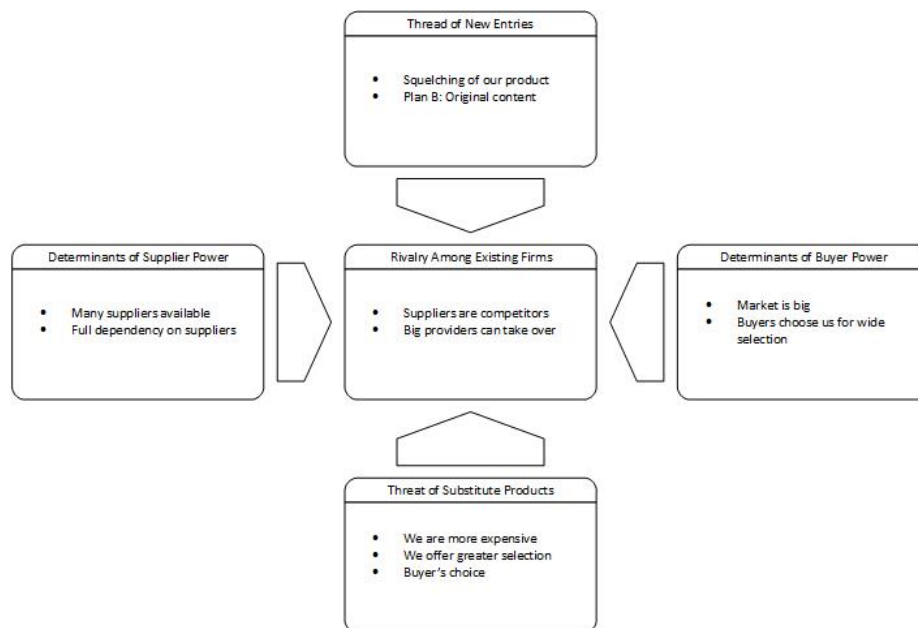 Thread of New Entries
• Squelching of our product
• Plan B: Original content
Determinants of Supplier Power
• Many suppliers available
• Full dependency on suppliers
Rivalry Among Existing Firms
• Suppliers are competitors
• Big providers can take over
Determinants of Buyer Power
• Market is big
• Buyers choose us for wide
selection
Threat of Substitute Products
• We are more expensive
• We offer greater selection
• Buyer's choice